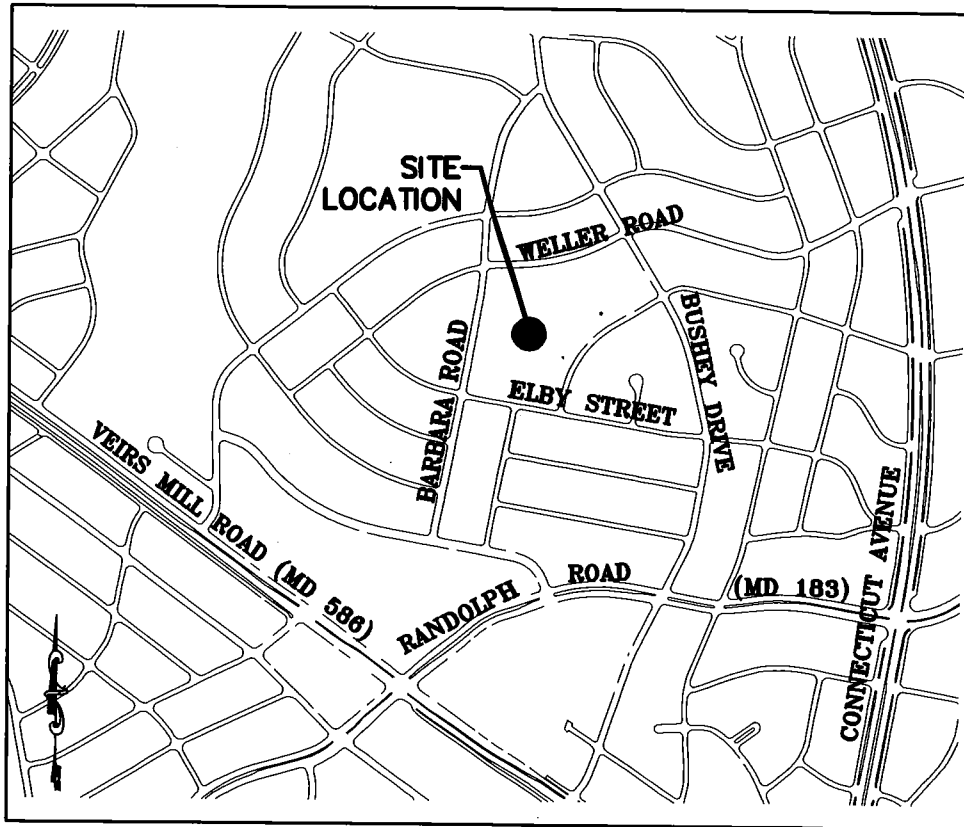 SITE
LOCATION
WELLER ROAD
BARBARA ROAD
BUSHEY DRIVE
ELBY STREET
VEIRS MILL ROAD (MD 586)
RANDOLPH ROAD (MD 183)
CONNECTICUT AVENUE